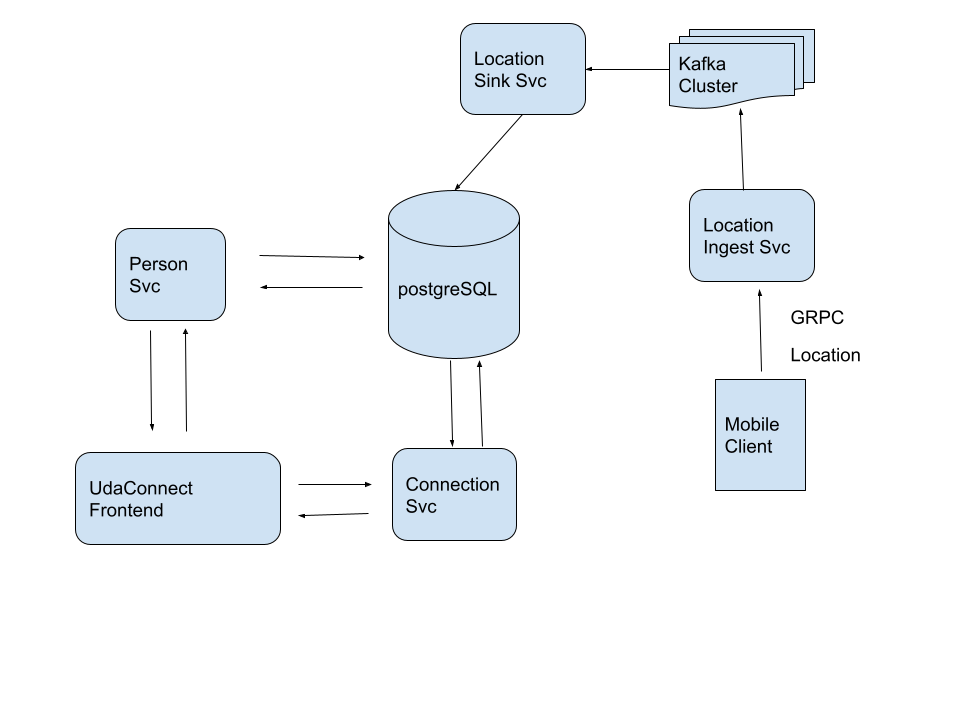 Location
Sink Svc
Kafka
Cluster
Location
Ingest Svc
Person
Svc
postgreSQL
GRPC
Location
Mobile
Client
UdaConnect
Frontend
Connection
Svc